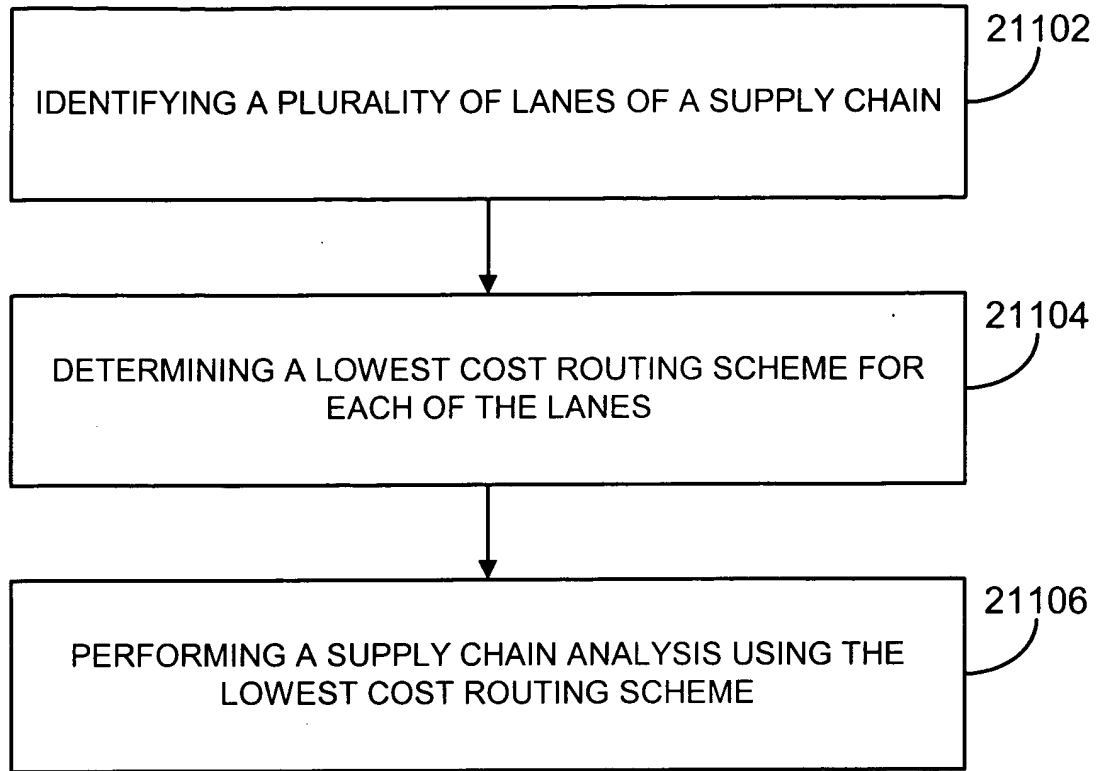 21102
IDENTIFYING A PLURALITY OF LANES OF A SUPPLY CHAIN
21104
DETERMINING A LOWEST COST ROUTING SCHEME FOR
EACH OF THE LANES
21106
PERFORMING A SUPPLY CHAIN ANALYSIS USING THE
LOWEST COST ROUTING SCHEME